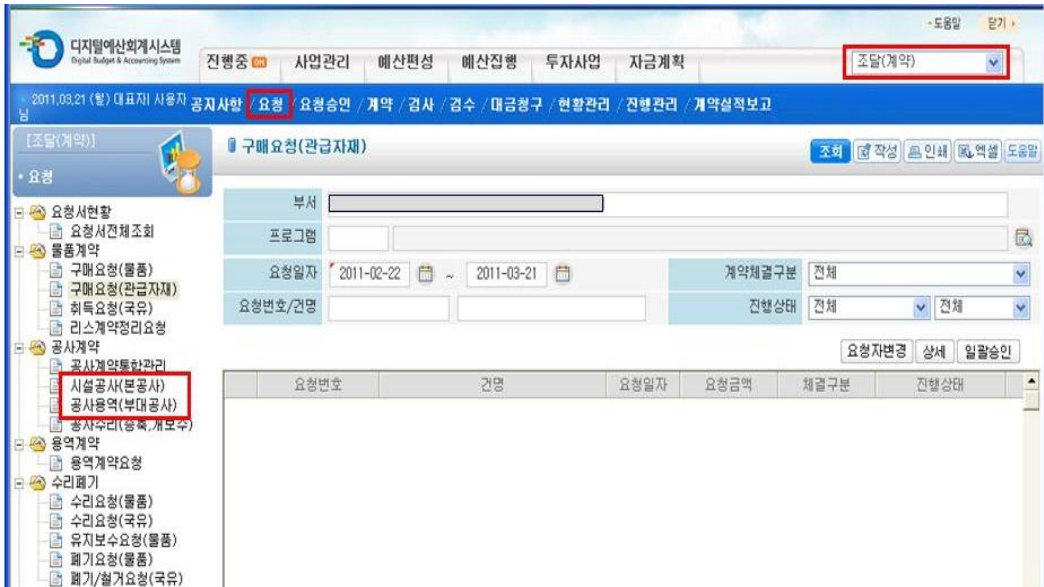 도움말 닫기
디지털예산회계시스템
Digital Budget & Accounting System
진행중 ON 사업관리 예산편성 예산집행 투자사업 자금계획 조달(계약)
2011,03,21 (월) 대표자| 사용자님
공지사항 / 요청 / 요청승인 / 계약 / 검사 / 검수 / 대금청구 / 현황관리 / 진행관리 / 계약실적보고
[조달(계약)]
• 요청
구매요청(관급자재)
조회 작성 인쇄 엑셀 도움말
요청서현황
요청서전체조회
물품계약
구매요청(물품)
구매요청(관급자재)
취득요청(국유)
리스계약정리요청
공사계약
공사계약통합관리
시설공사(본공사)
공사용역(부대공사)
공사수리(증축,개보수)
용역계약
용역계약요청
수리폐기
수리요청(물품)
수리요청(국유)
유지보수요청(물품)
폐기요청(물품)
폐기/철거요청(국유)
부서
프로그램
요청일자 2011-02-22 ~ 2011-03-21 계약체결구분 전체
요청번호/건명 진행상태 전체 전체
요청자변경 상세 일괄승인
요청번호 건명 요청일자 요청금액 체결구분 진행상태